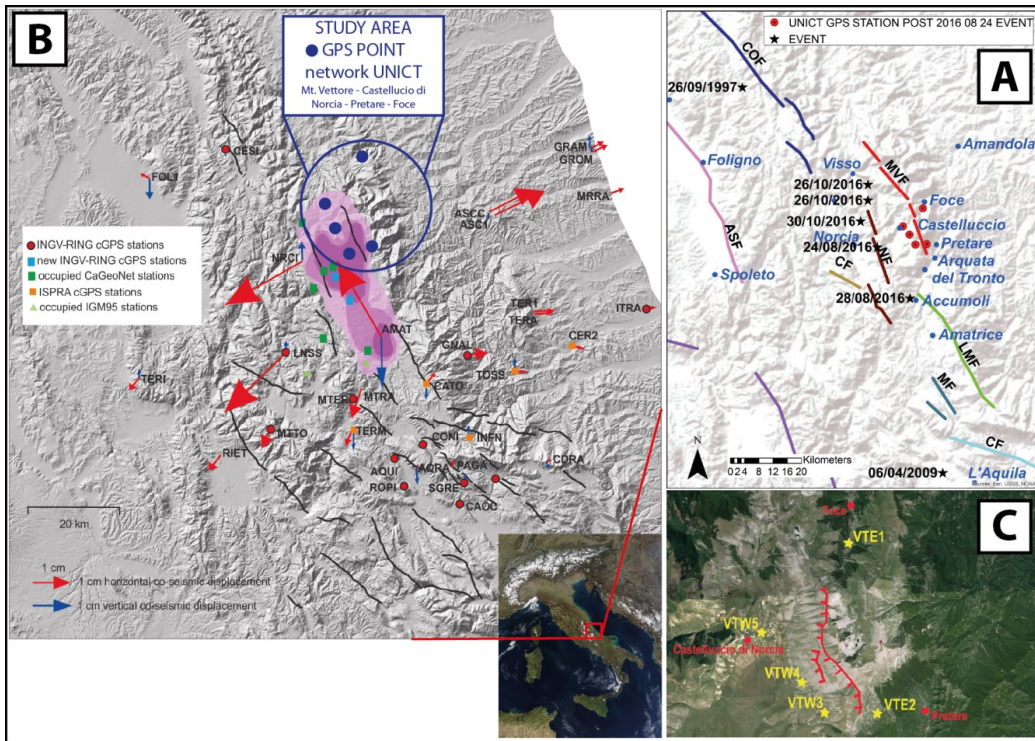 B
STUDY AREA
GPS POINT
network UNICT
Mt. Vettore - Castelluccio di
Norcia - Pretare - Foce
CESI
FOL1
GRAM
GROM
MRRA
ASCC
ASC1
INGV-RING cGPS stations
new INGV-RING cGPS stations
occupied CaGeoNet stations
ISPRA cGPS stations
occupied IGM95 stations
NRCI
TER1
TERA
ITRA
AMAT
CER2
GNAL
LNSS
TOSS
TERI
CATO
MTER
MTRA
MTTO
TERM
CONI
INFN
RIET
AQUI
AQRA
PAGA
CDRA
ROPI
SGRE
CAOC
20 km
1 cm
1 cm horizontal co-seismic displacement
1 cm vertical co-seismic displacement
UNICT GPS STATION POST 2016 08 24 EVENT
EVENT
A
COF
26/09/1997
Amandola
Foligno
Visso
MVF
26/10/2016
Foce
26/10/2016
30/10/2016
Castelluccio
Norcia
ASF
24/08/2016
NF
Pretare
Arquata
del Tronto
Spoleto
CF
28/08/2016
Accumoli
Amatrice
LMF
MF
N
Kilometers
0 2 4 8 12 16 20
CF
06/04/2009
L'Aquila
C
Foce
VTE1
VTW5
Castelluccio di Norcia
VTW4
VTW3
VTE2
Pretare